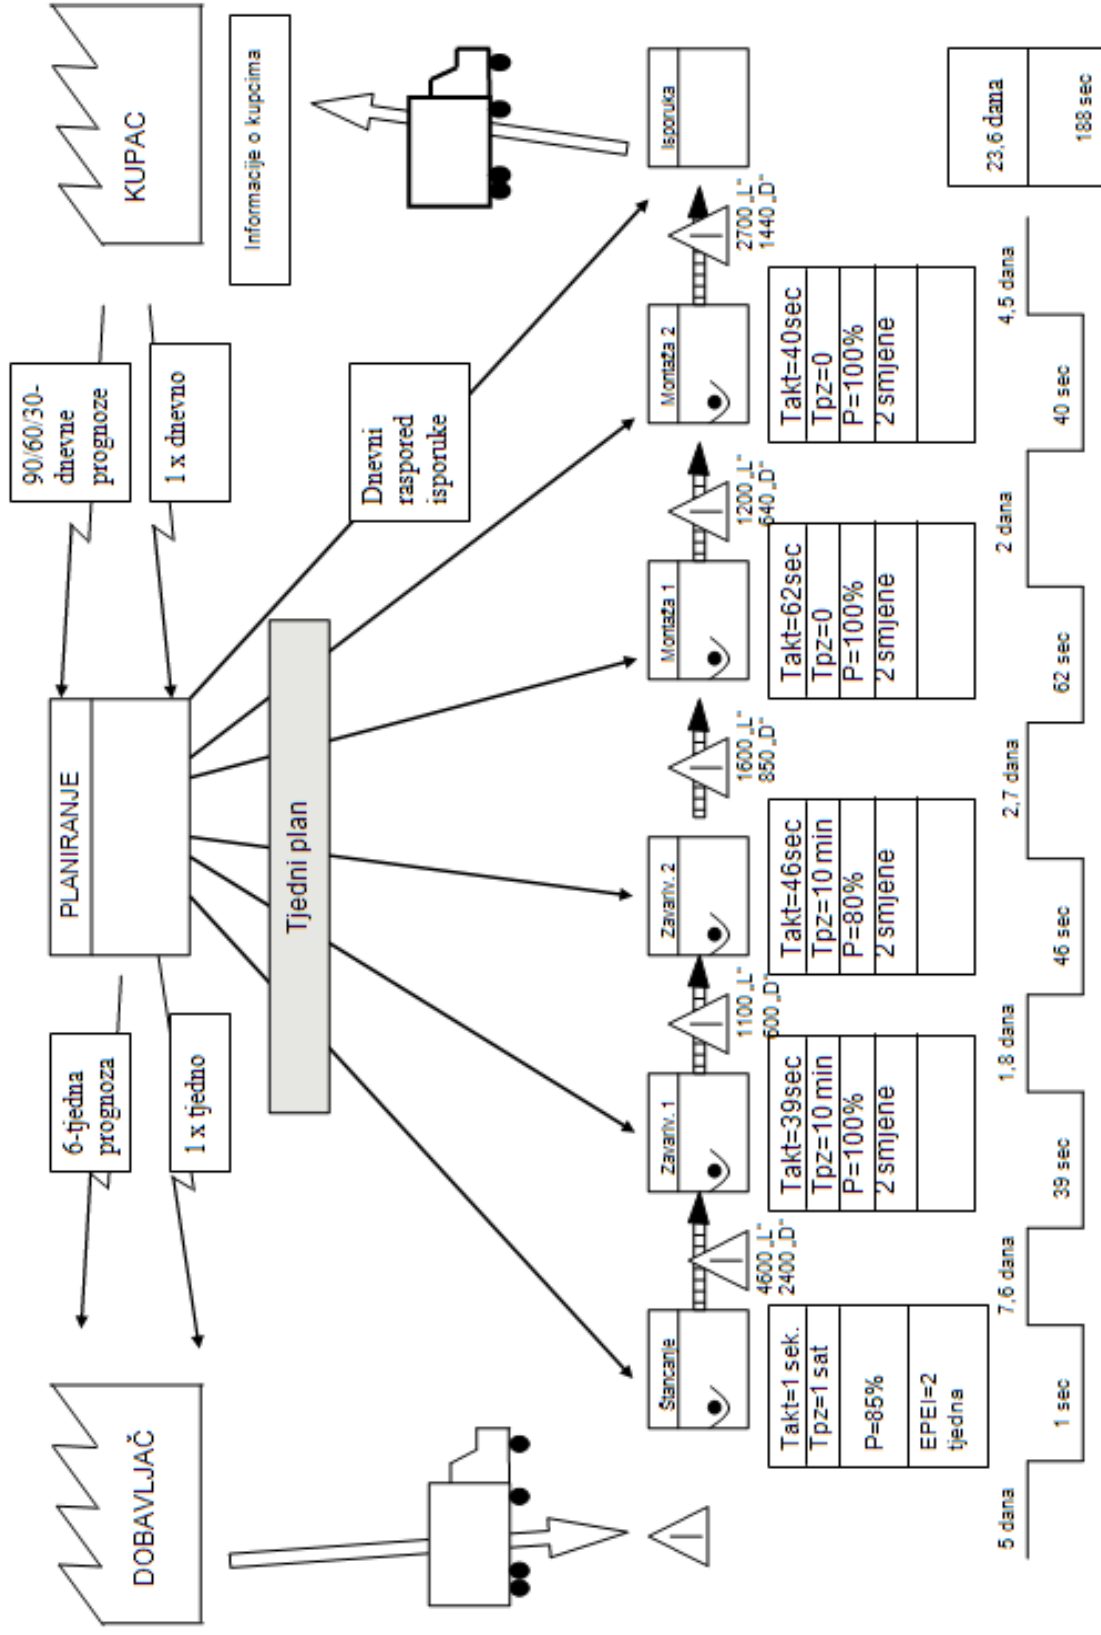 DOBAVLJAČ
6-tjedna
prognoza
1 x tjedno
PLANIRANJE
90/60/30-
dnevne
prognoze
1 x dnevno
KUPAC
Informacije o kupcima
Tjedni plan
Dnevni
raspored
isporuke
Štancanje
Takt=1 sek.
Tpz=1 sat
P=85%
EPEI=2
tjedna
4600 „L"
2400 „D"
Zavariv. 1
Takt=39sec
Tpz=10 min
P=100%
2 smjene
1100 „L"
600 „D"
Zavariv. 2
Takt=46sec
Tpz=10 min
P=80%
2 smjene
1600 „L"
850 „D"
Montaža 1
Takt=62sec
Tpz=0
P=100%
2 smjene
1200 „L"
640 „D"
Montaža 2
Takt=40sec
Tpz=0
P=100%
2 smjene
2700 „L"
1440 „D"
Isporuka
5 dana
1 sec
7,6 dana
39 sec
1,8 dana
46 sec
2,7 dana
62 sec
2 dana
40 sec
4,5 dana
23,6 dana
188 sec